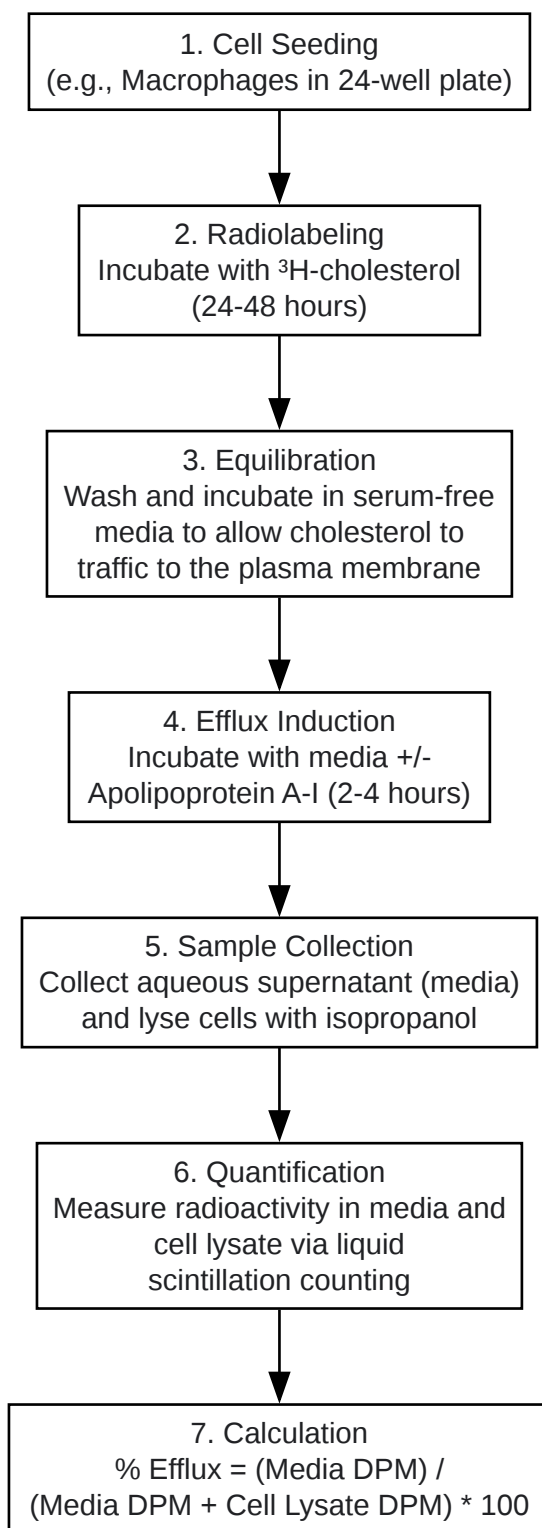 1. Cell Seeding
(e.g., Macrophages in 24-well plate)
2. Radiolabeling
Incubate with ³H-cholesterol
(24-48 hours)
3. Equilibration
Wash and incubate in serum-free
media to allow cholesterol to
traffic to the plasma membrane
4. Efflux Induction
Incubate with media +/-
Apolipoprotein A-I (2-4 hours)
5. Sample Collection
Collect aqueous supernatant (media)
and lyse cells with isopropanol
6. Quantification
Measure radioactivity in media and
cell lysate via liquid
scintillation counting
7. Calculation
% Efflux = (Media DPM) /
(Media DPM + Cell Lysate DPM) * 100